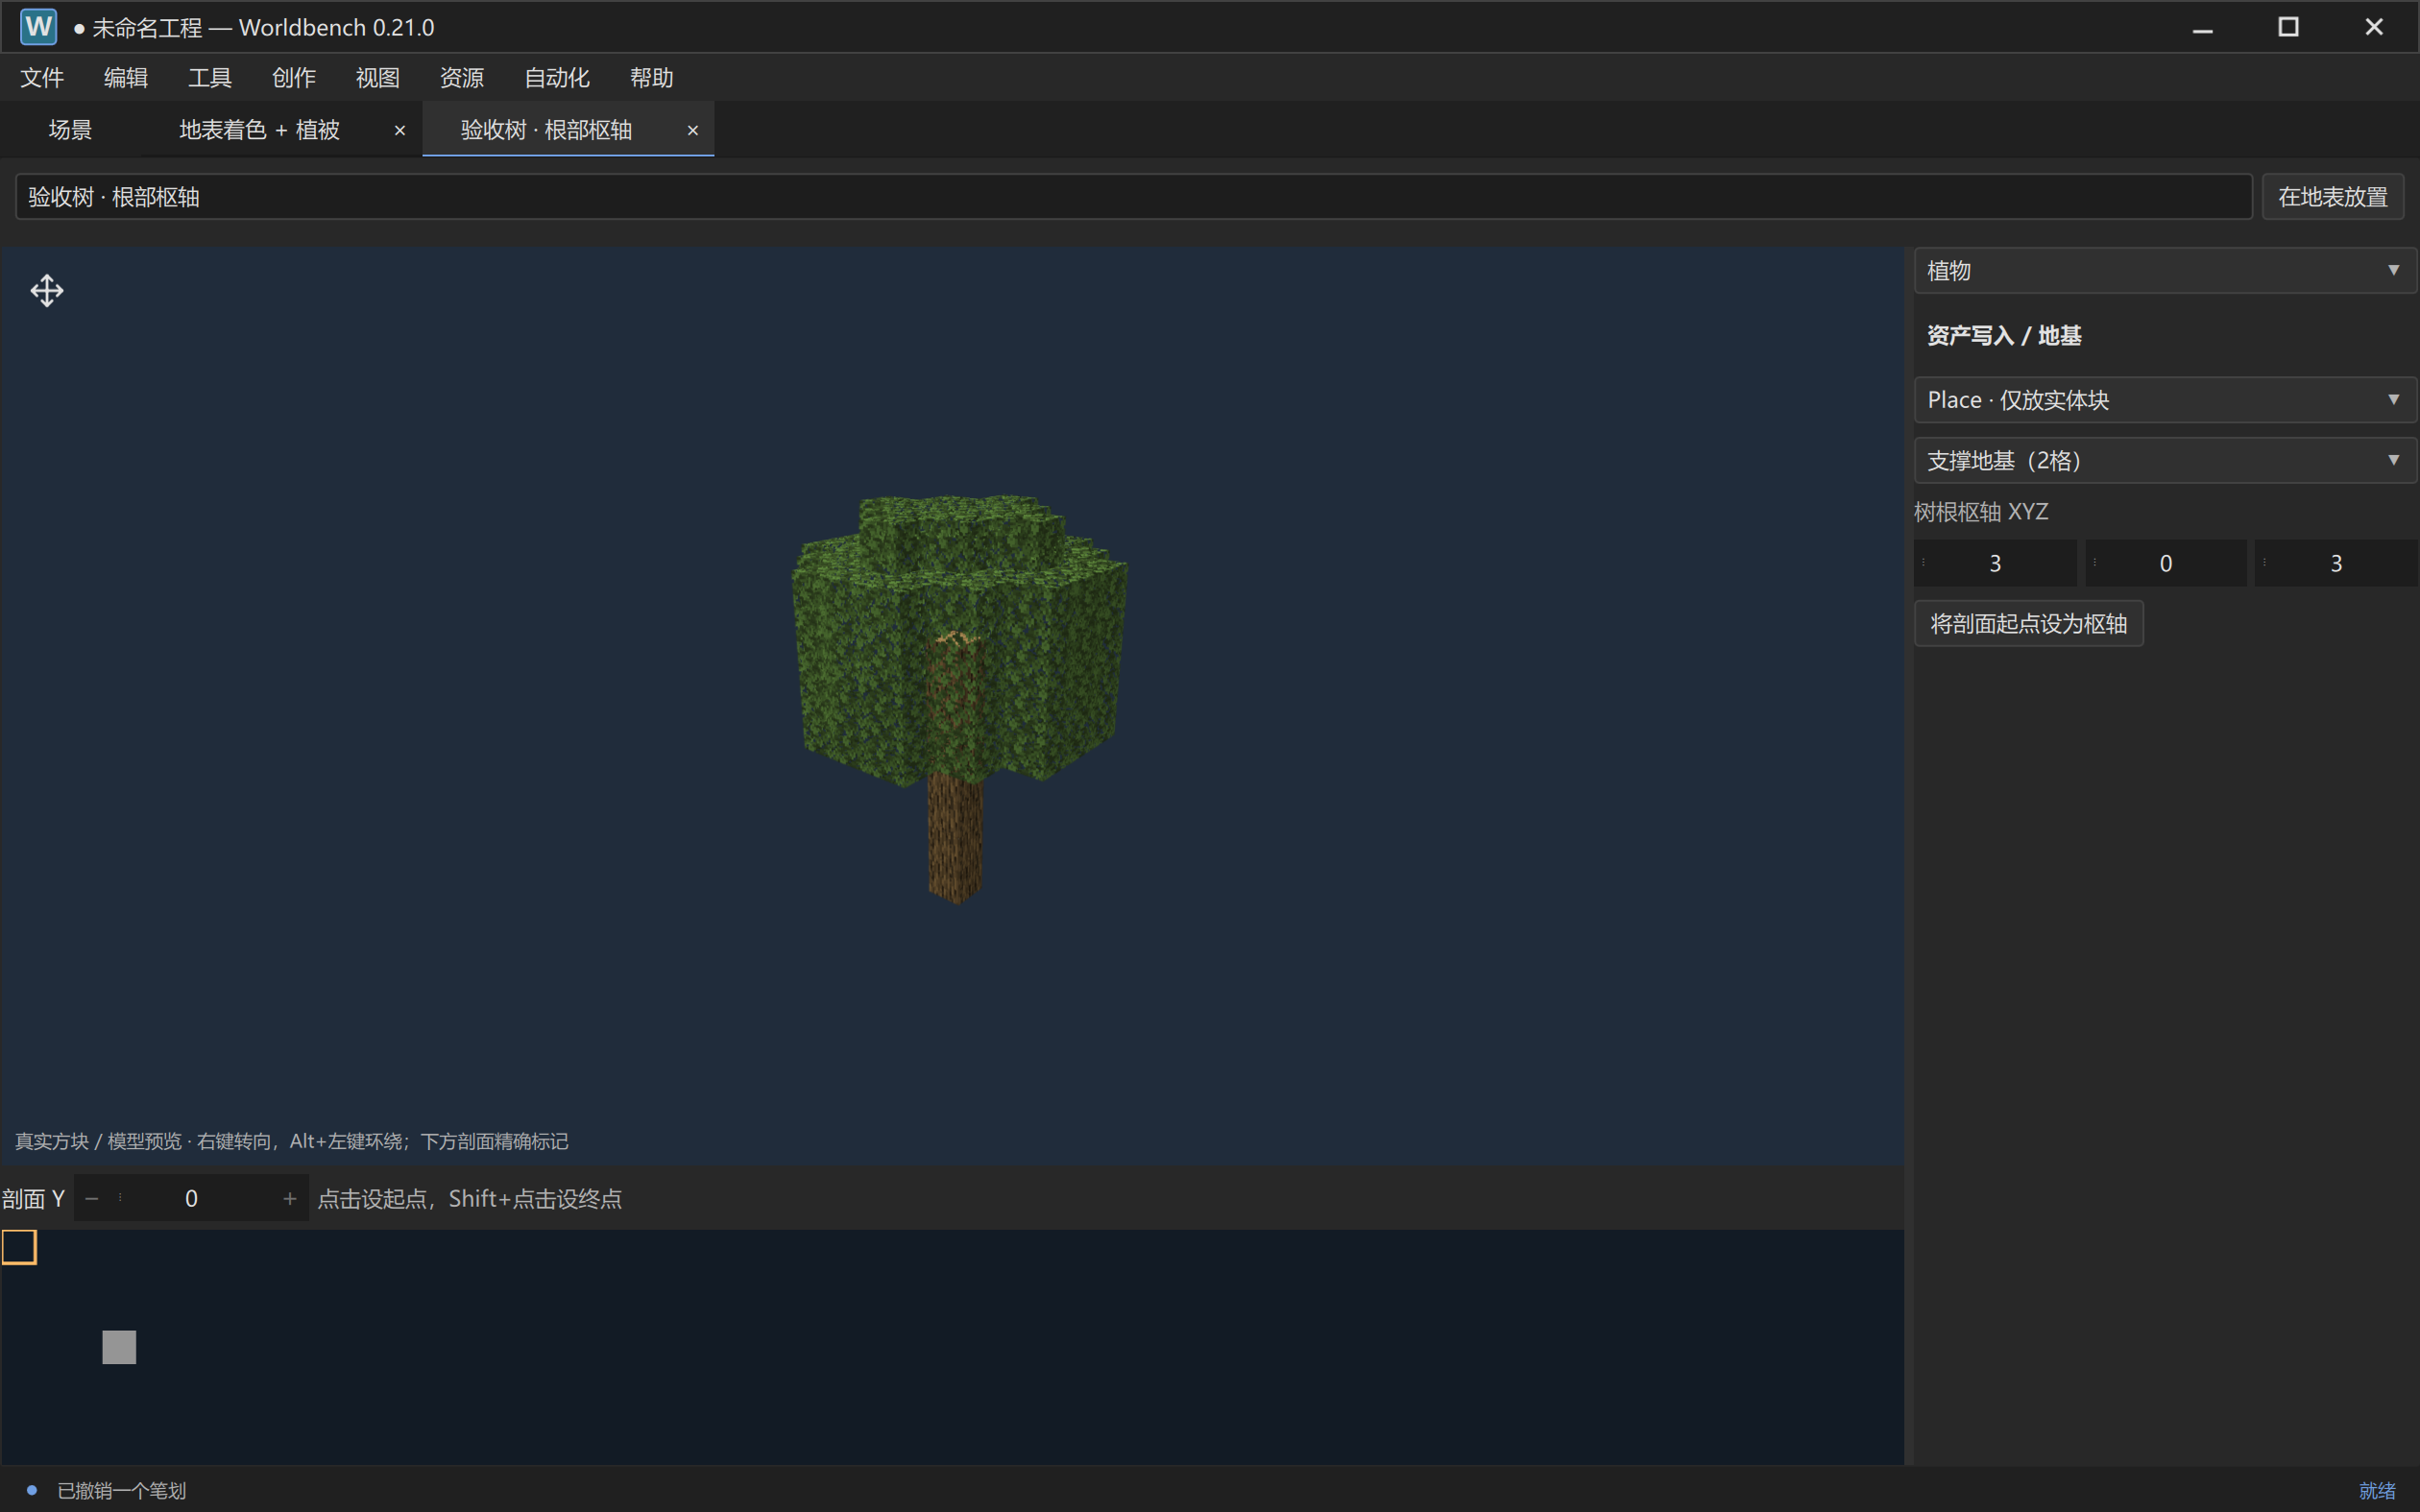 W ● 未命名工程 — Worldbench 0.21.0
文件 编辑 工具 创作 视图 资源 自动化 帮助
场景 地表着色 + 植被 × 验收树 · 根部枢轴 ×
验收树 · 根部枢轴 在地表放置
植物
资产写入 / 地基
Place · 仅放实体块
支撑地基（2格）
树根枢轴 XYZ
3 0 3
将剖面起点设为枢轴
真实方块 / 模型预览 · 右键转向，Alt+左键环绕；下方剖面精确标记
剖面 Y − 0 + 点击设起点，Shift+点击设终点
已撤销一个笔划 就绪